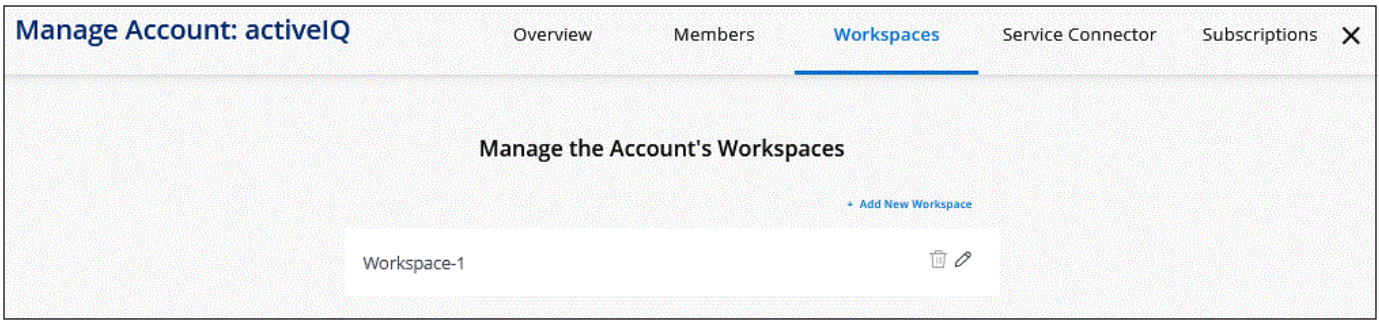 Manage Account: activeIQ
Overview
Members
Workspaces
Service Connector
Subscriptions
Manage the Account's Workspaces
+ Add New Workspace
Workspace-1